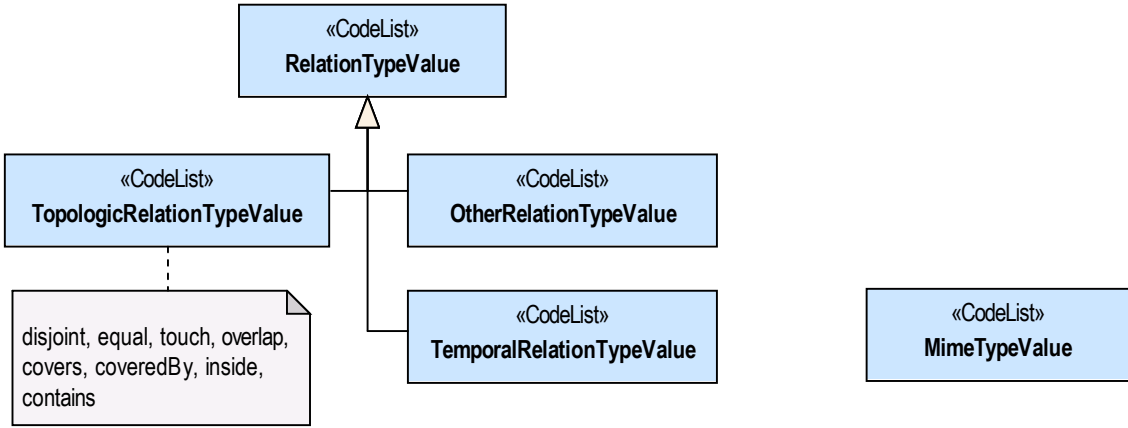 «CodeList»
RelationTypeValue
«CodeList»
TopologicRelationTypeValue
«CodeList»
OtherRelationTypeValue
disjoint, equal, touch, overlap,
covers, coveredBy, inside,
contains
«CodeList»
TemporalRelationTypeValue
«CodeList»
MimeTypeValue